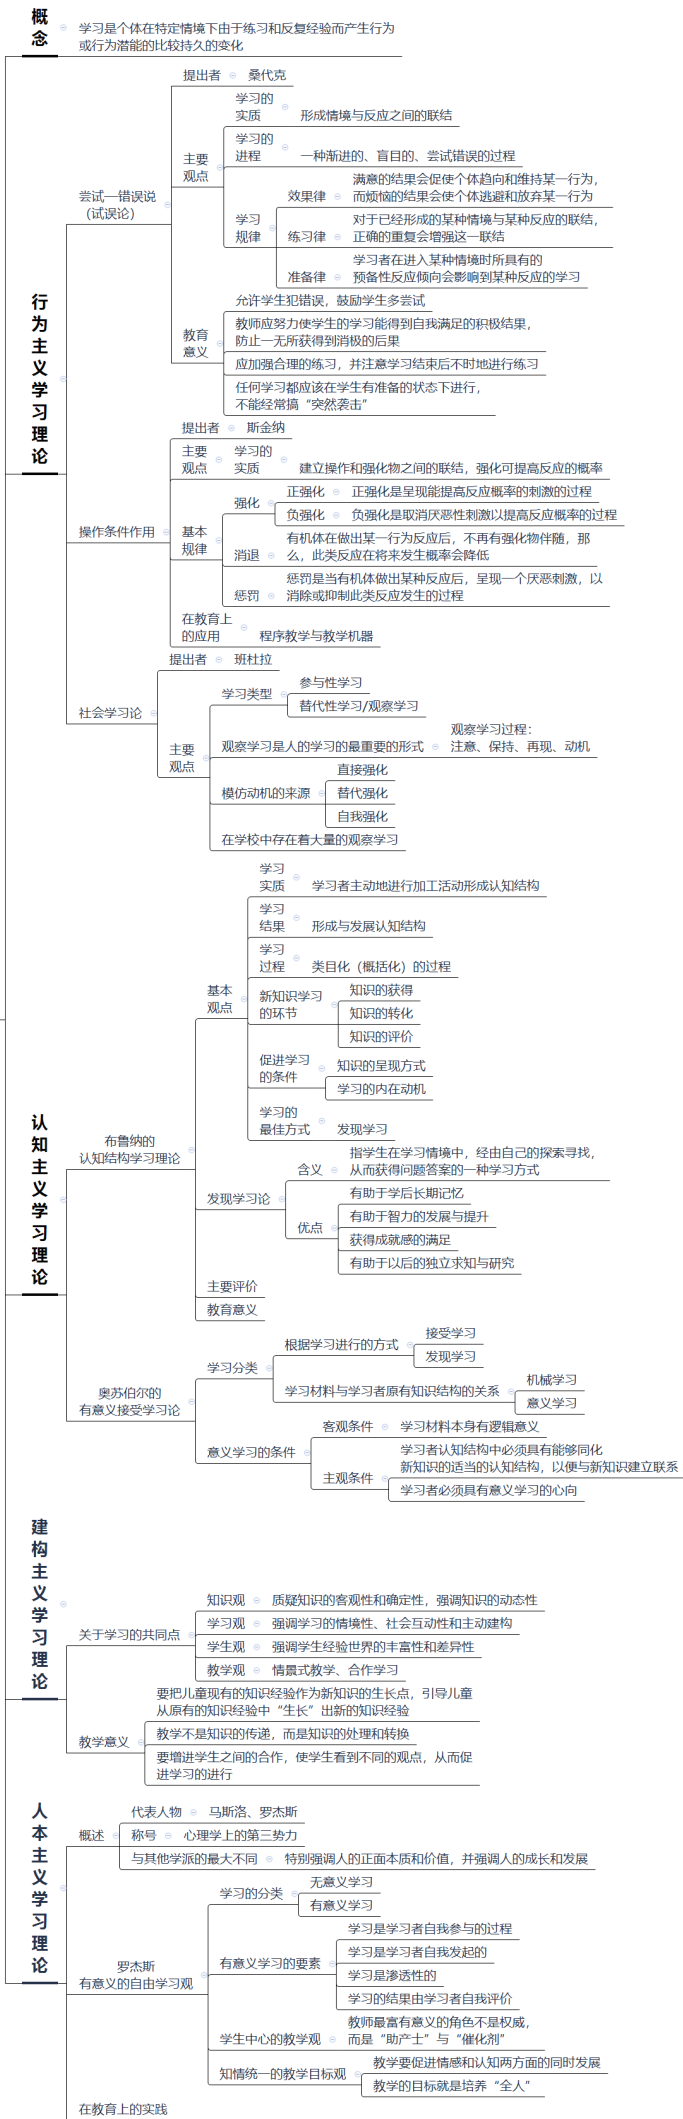 概
念
学习是个体在特定情境下由于练习和反复经验而产生行为
或行为潜能的比较持久的变化
行
为
主
义
学
习
理
论
尝试—错误说
（试误论）
提出者
桑代克
主要
观点
学习的
实质
形成情境与反应之间的联结
学习的
进程
一种渐进的、盲目的、尝试错误的过程
学习
规律
效果律
满意的结果会促使个体趋向和维持某一行为，
而烦恼的结果会使个体逃避和放弃某一行为
练习律
对于已经形成的某种情境与某种反应的联结，
正确的重复会增强这一联结
准备律
学习者在进入某种情境时所具有的
预备性反应倾向会影响到某种反应的学习
教育
意义
允许学生犯错误，鼓励学生多尝试
教师应努力使学生的学习能得到自我满足的积极结果，
防止一无所获得到消极的后果
应加强合理的练习，并注意学习结束后不时地进行练习
任何学习都应该在学生有准备的状态下进行，
不能经常搞“突然袭击”
操作条件作用
提出者
斯金纳
主要
观点
学习的
实质
建立操作和强化物之间的联结，强化可提高反应的概率
基本
规律
强化
正强化
正强化是呈现能提高反应概率的刺激的过程
负强化
负强化是取消厌恶性刺激以提高反应概率的过程
消退
有机体在做出某一行为反应后，不再有强化物伴随，那
么，此类反应在将来发生概率会降低
惩罚
惩罚是当有机体做出某种反应后，呈现一个厌恶刺激，以
消除或抑制此类反应发生的过程
在教育上
的应用
程序教学与教学机器
社会学习论
提出者
班杜拉
主要
观点
学习类型
参与性学习
替代性学习/观察学习
观察学习是人的学习的最重要的形式
观察学习过程：
注意、保持、再现、动机
模仿动机的来源
直接强化
替代强化
自我强化
在学校中存在着大量的观察学习
认
知
主
义
学
习
理
论
布鲁纳的
认知结构学习理论
基本
观点
学习
实质
学习者主动地进行加工活动形成认知结构
学习
结果
形成与发展认知结构
学习
过程
类目化（概括化）的过程
新知识学习
的环节
知识的获得
知识的转化
知识的评价
促进学习
的条件
知识的呈现方式
学习的内在动机
学习的
最佳方式
发现学习
发现学习论
含义
指学生在学习情境中，经由自己的探索寻找，
从而获得问题答案的一种学习方式
优点
有助于学后长期记忆
有助于智力的发展与提升
获得成就感的满足
有助于以后的独立求知与研究
主要评价
教育意义
奥苏伯尔的
有意义接受学习论
学习分类
根据学习进行的方式
接受学习
发现学习
学习材料与学习者原有知识结构的关系
机械学习
意义学习
意义学习的条件
客观条件
学习材料本身有逻辑意义
主观条件
学习者认知结构中必须具有能够同化
新知识的适当的认知结构，以便与新知识建立联系
学习者必须具有意义学习的心向
建
构
主
义
学
习
理
论
关于学习的共同点
知识观
质疑知识的客观性和确定性，强调知识的动态性
学习观
强调学习的情境性、社会互动性和主动建构
学生观
强调学生经验世界的丰富性和差异性
教学观
情景式教学、合作学习
教学意义
要把儿童现有的知识经验作为新知识的生长点，引导儿童
从原有的知识经验中“生长”出新的知识经验
教学不是知识的传递，而是知识的处理和转换
要增进学生之间的合作，使学生看到不同的观点，从而促
进学习的进行
人
本
主
义
学
习
理
论
概述
代表人物
马斯洛、罗杰斯
称号
心理学上的第三势力
与其他学派的最大不同
特别强调人的正面本质和价值，并强调人的成长和发展
罗杰斯
有意义的自由学习观
学习的分类
无意义学习
有意义学习
有意义学习的要素
学习是学习者自我参与的过程
学习是学习者自我发起的
学习是渗透性的
学习的结果由学习者自我评价
学生中心的教学观
教师最富有意义的角色不是权威，
而是“助产士”与“催化剂”
知情统一的教学目标观
教学要促进情感和认知两方面的同时发展
教学的目标就是培养“全人”
在教育上的实践